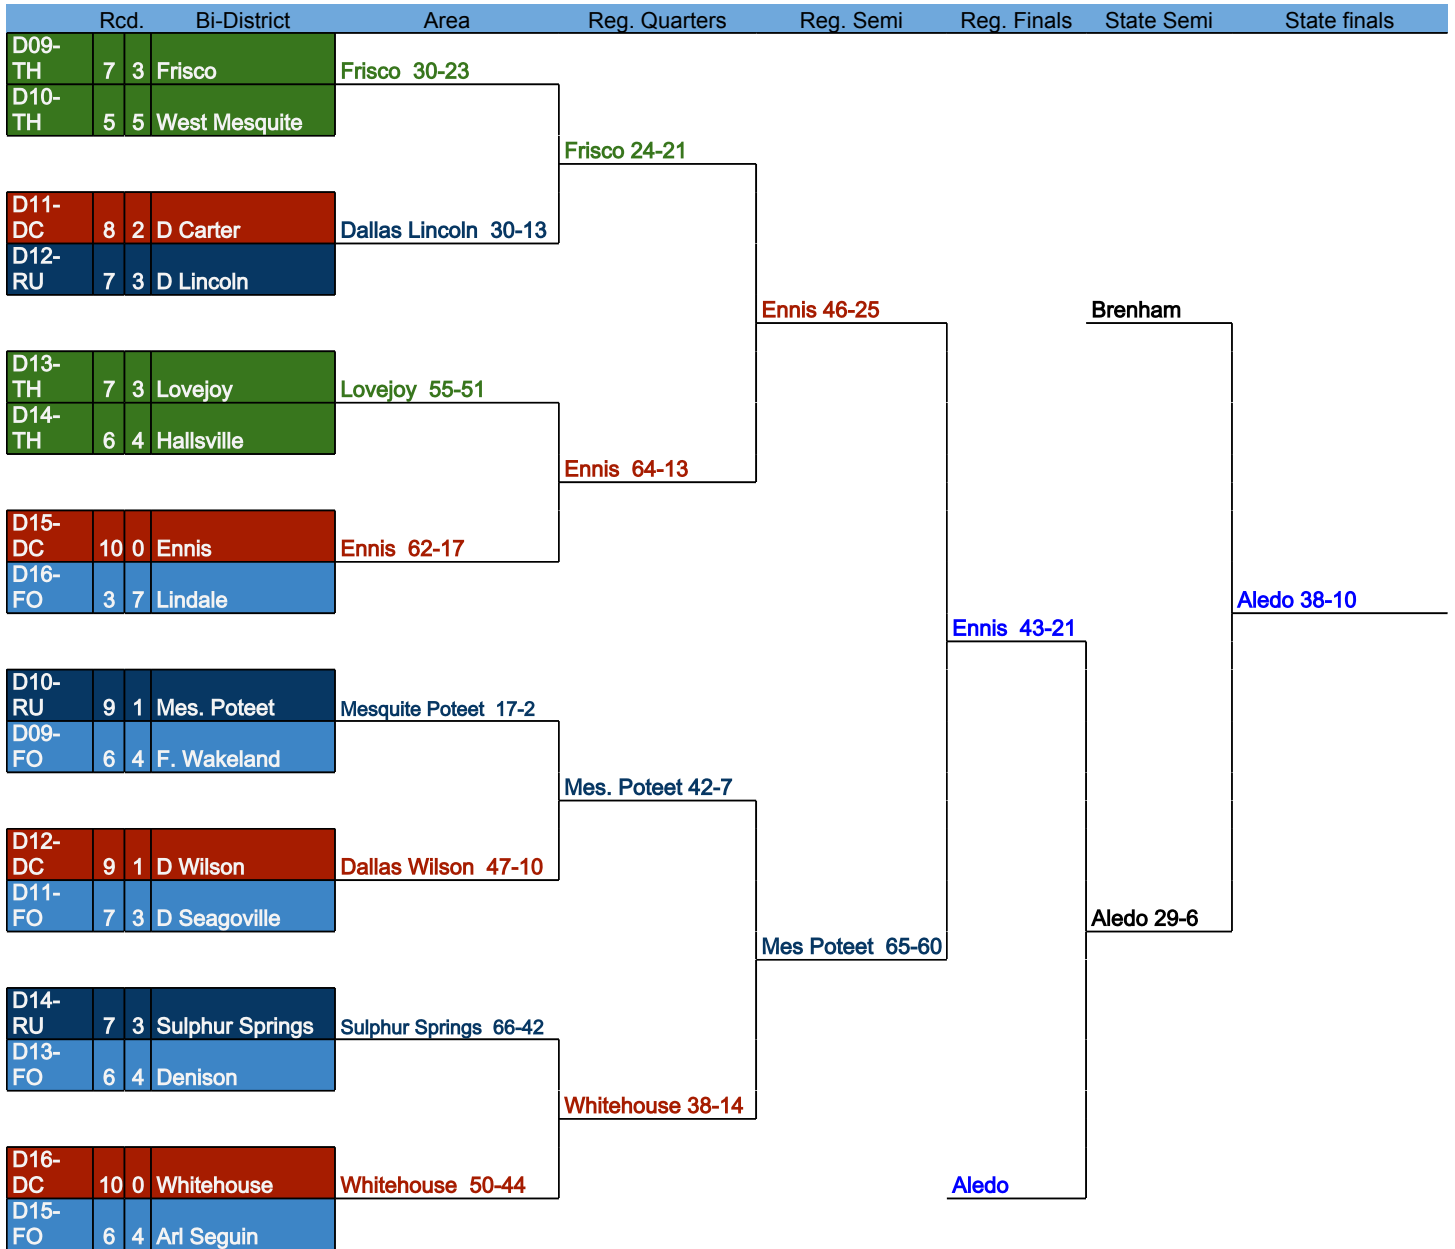 Rcd. Bi-District Area Reg. Quarters Reg. Semi Reg. Finals State Semi State finals
D09-
TH 7 3 Frisco Frisco 30-23
D10-
TH 5 5 West Mesquite
Frisco 24-21
D11-
DC 8 2 D Carter Dallas Lincoln 30-13
D12-
RU 7 3 D Lincoln
Ennis 46-25 Brenham
D13-
TH 7 3 Lovejoy Lovejoy 55-51
D14-
TH 6 4 Hallsville
Ennis 64-13
D15-
DC 10 0 Ennis Ennis 62-17
D16-
FO 3 7 Lindale Aledo 38-10
Ennis 43-21
D10-
RU 9 1 Mes. Poteet Mesquite Poteet 17-2
D09-
FO 6 4 F. Wakeland
Mes. Poteet 42-7
D12-
DC 9 1 D Wilson Dallas Wilson 47-10
D11-
FO 7 3 D Seagoville Aledo 29-6
Mes Poteet 65-60
D14-
RU 7 3 Sulphur Springs Sulphur Springs 66-42
D13-
FO 6 4 Denison
Whitehouse 38-14
D16-
DC 10 0 Whitehouse Whitehouse 50-44 Aledo
D15-
FO 6 4 Arl Seguin